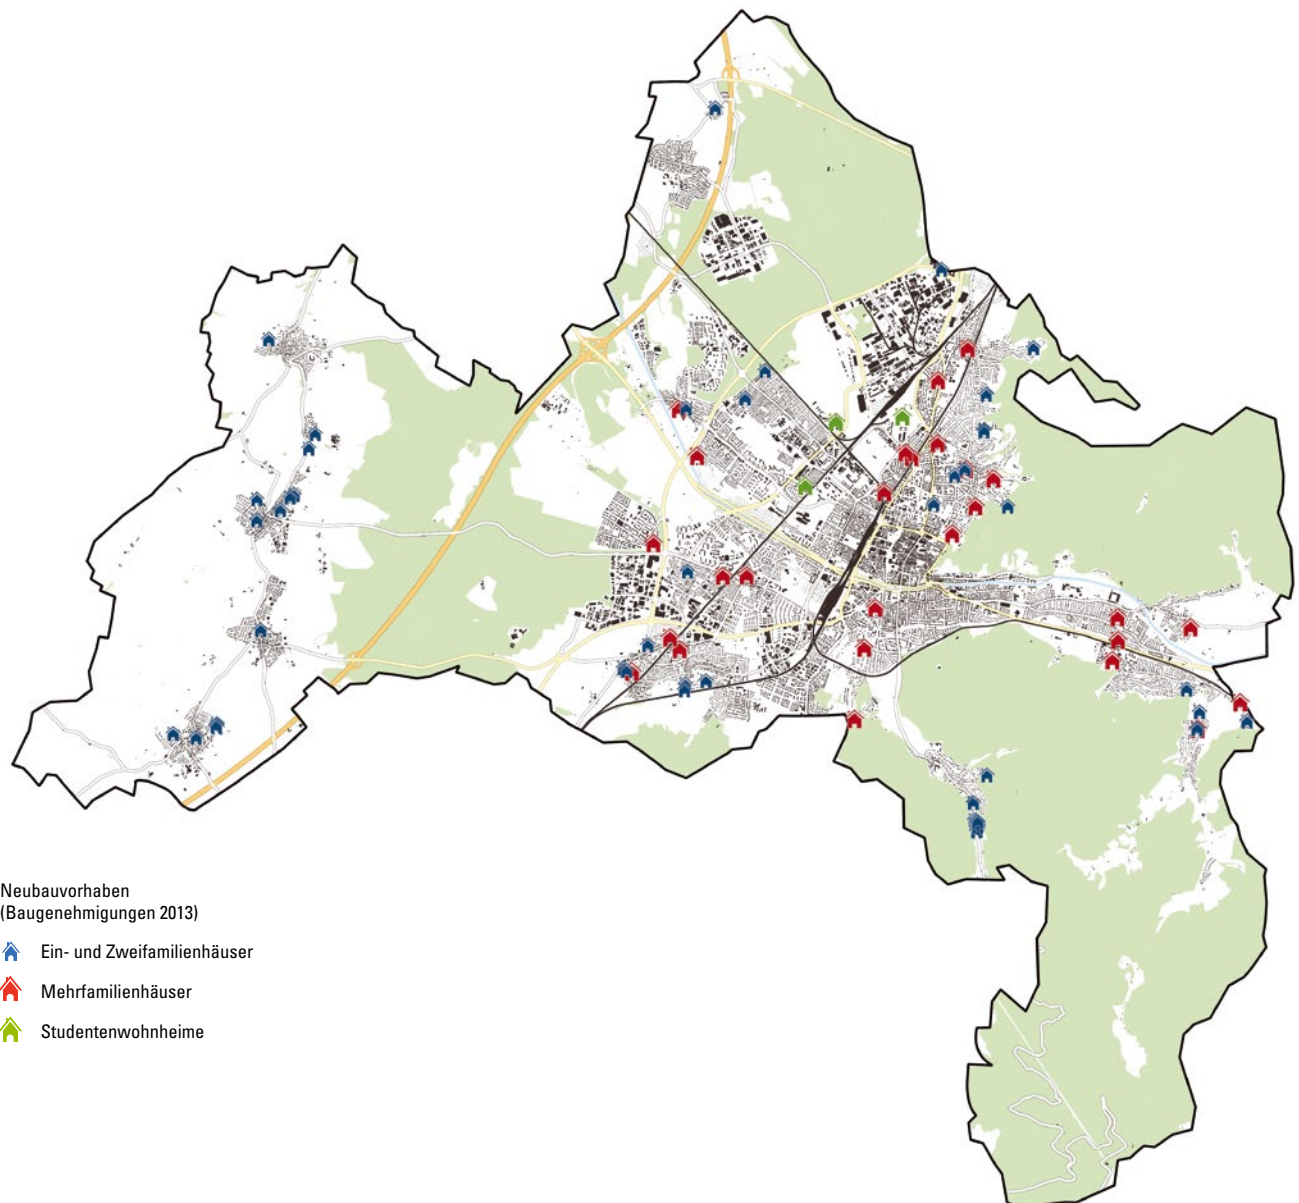 Neubauvorhaben
(Baugenehmigungen 2013)
Ein- und Zweifamilienhäuser
Mehrfamilienhäuser
Studentenwohnheime